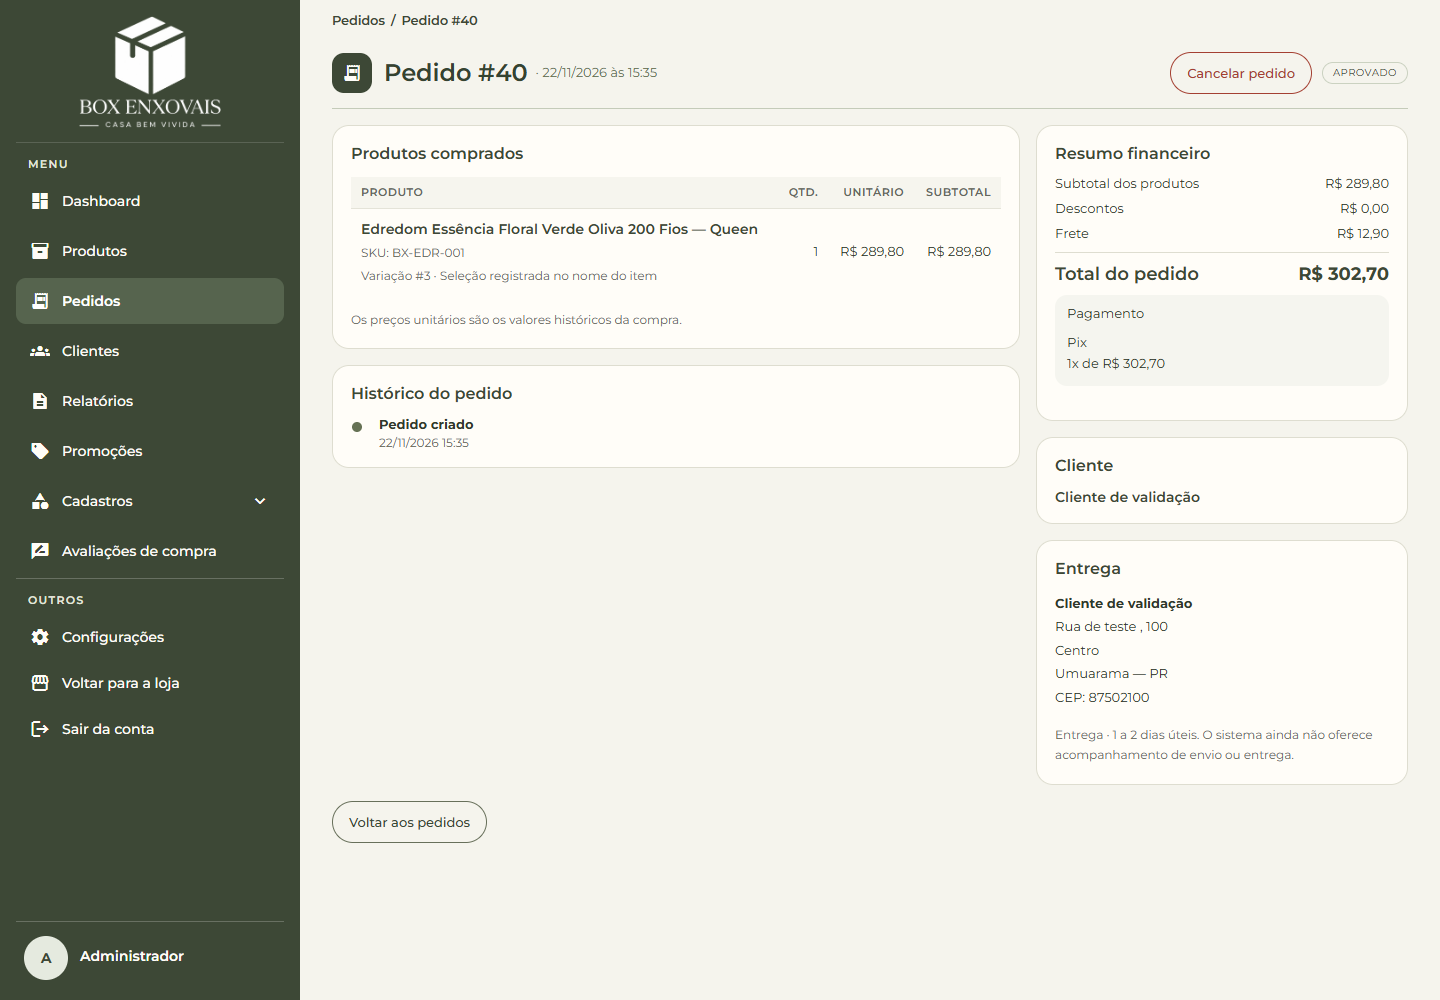 BOX ENXOVAIS
CASA BEM VIVIDA
MENU
Dashboard
Produtos
Pedidos
Clientes
Relatórios
Promoções
Cadastros
Avaliações de compra
OUTROS
Configurações
Voltar para a loja
Sair da conta
A Administrador
Pedidos / Pedido #40
Pedido #40 · 22/11/2026 às 15:35
Cancelar pedido APROVADO
Produtos comprados
PRODUTO QTD. UNITÁRIO SUBTOTAL
Edredom Essência Floral Verde Oliva 200 Fios — Queen
SKU: BX-EDR-001
1 R$ 289,80 R$ 289,80
Variação #3 · Seleção registrada no nome do item
Os preços unitários são os valores históricos da compra.
Histórico do pedido
Pedido criado
22/11/2026 15:35
Resumo financeiro
Subtotal dos produtos R$ 289,80
Descontos R$ 0,00
Frete R$ 12,90
Total do pedido R$ 302,70
Pagamento
Pix
1x de R$ 302,70
Cliente
Cliente de validação
Entrega
Cliente de validação
Rua de teste , 100
Centro
Umuarama — PR
CEP: 87502100
Entrega · 1 a 2 dias úteis. O sistema ainda não oferece
acompanhamento de envio ou entrega.
Voltar aos pedidos